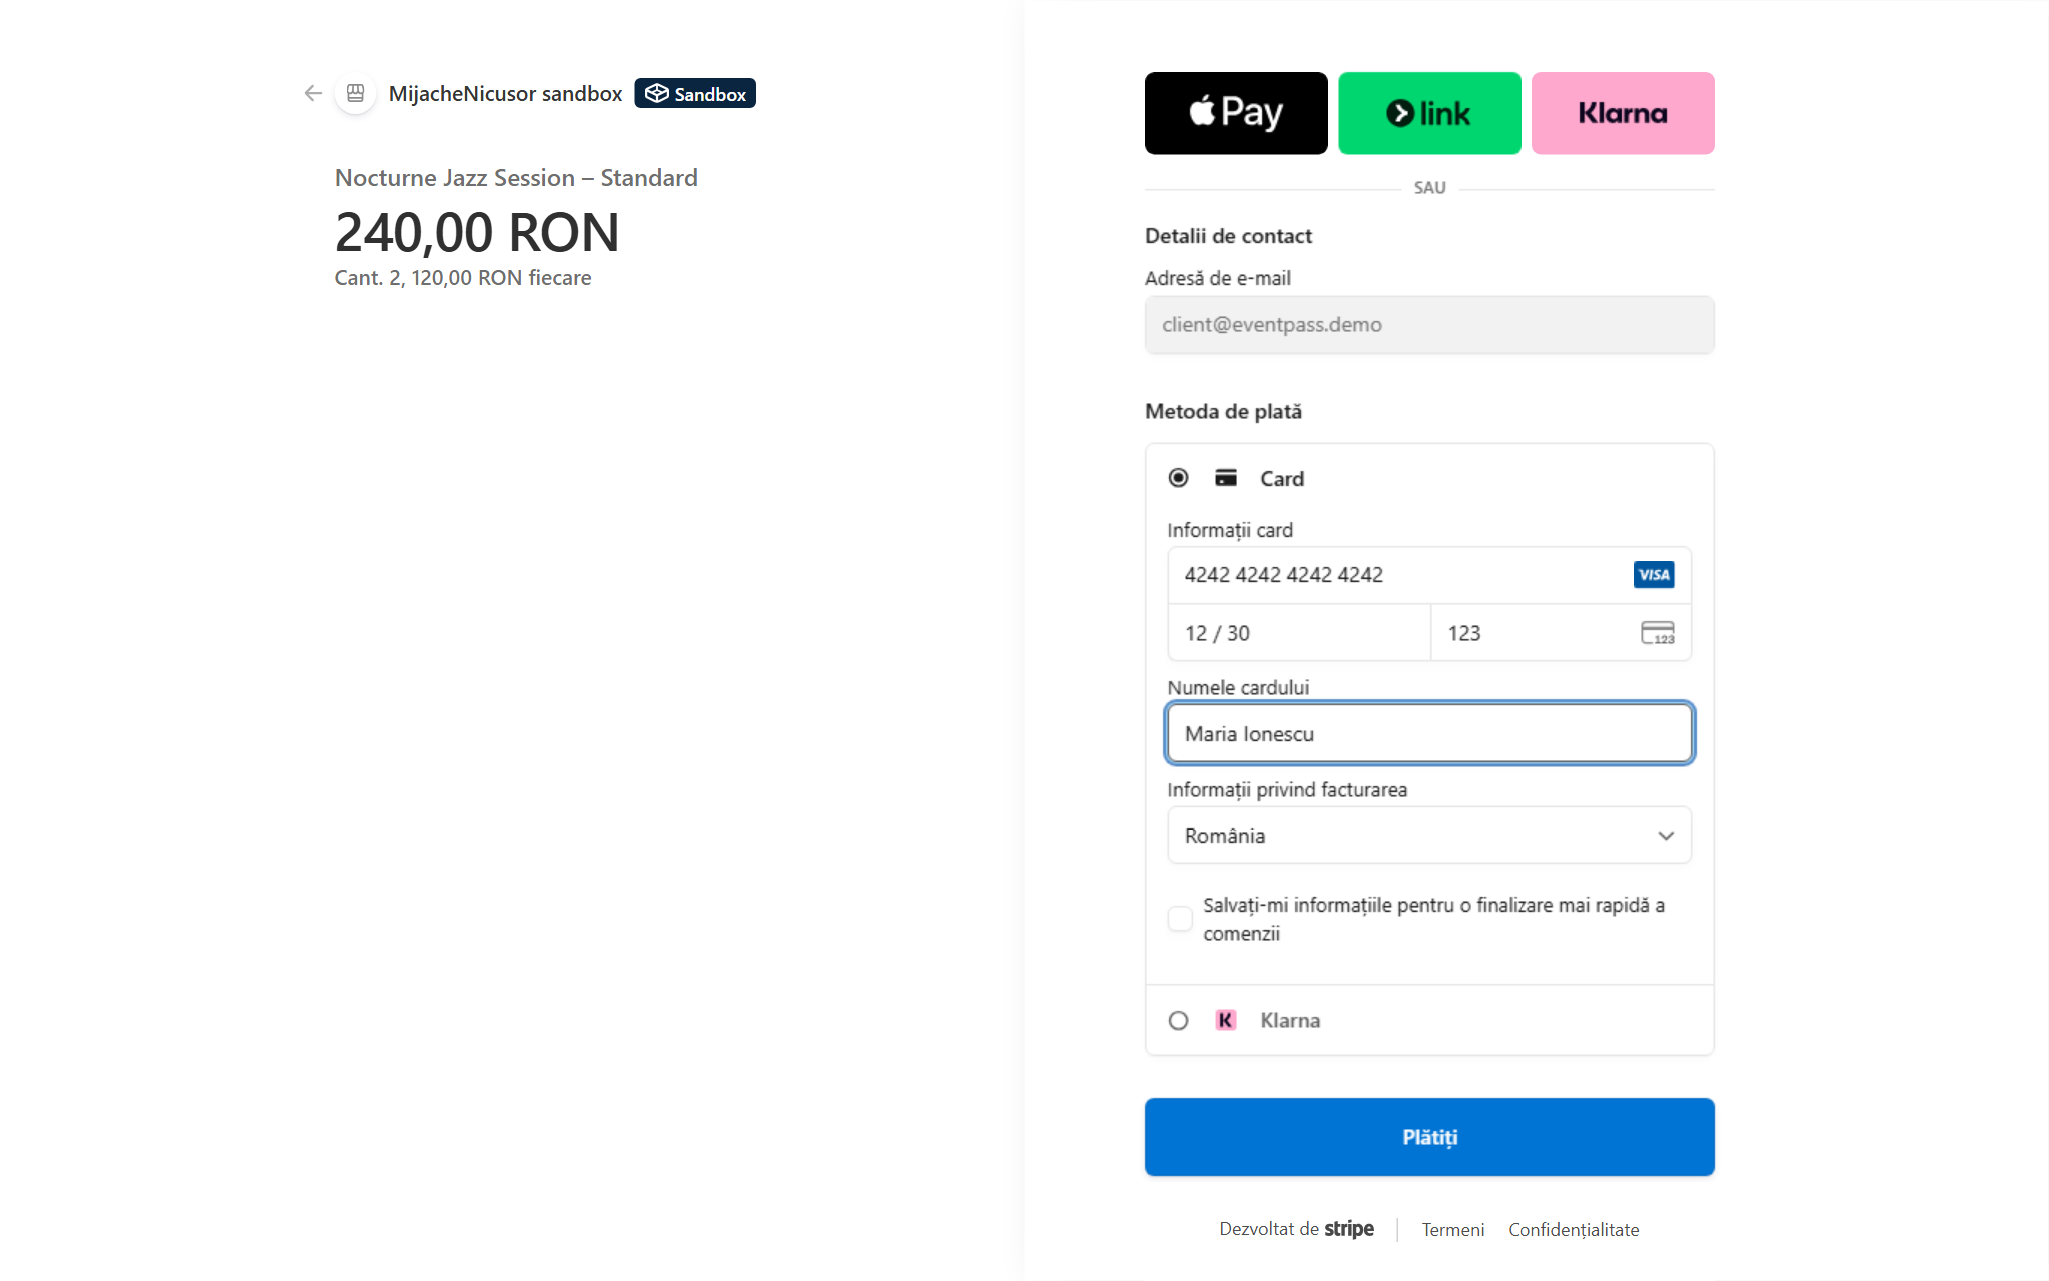 MijacheNicusor sandbox Sandbox
Nocturne Jazz Session – Standard
240,00 RON
Cant. 2, 120,00 RON fiecare
Pay link Klarna
SAU
Detalii de contact
Adresă de e-mail
client@eventpass.demo
Metoda de plată
Card
Informații card
4242 4242 4242 4242 VISA
12 / 30 123 123
Numele cardului
Maria Ionescu
Informații privind facturarea
România
Salvați-mi informațiile pentru o finalizare mai rapidă a
comenzii
K Klarna
Plătiți
Dezvoltat de stripe Termeni Confidențialitate